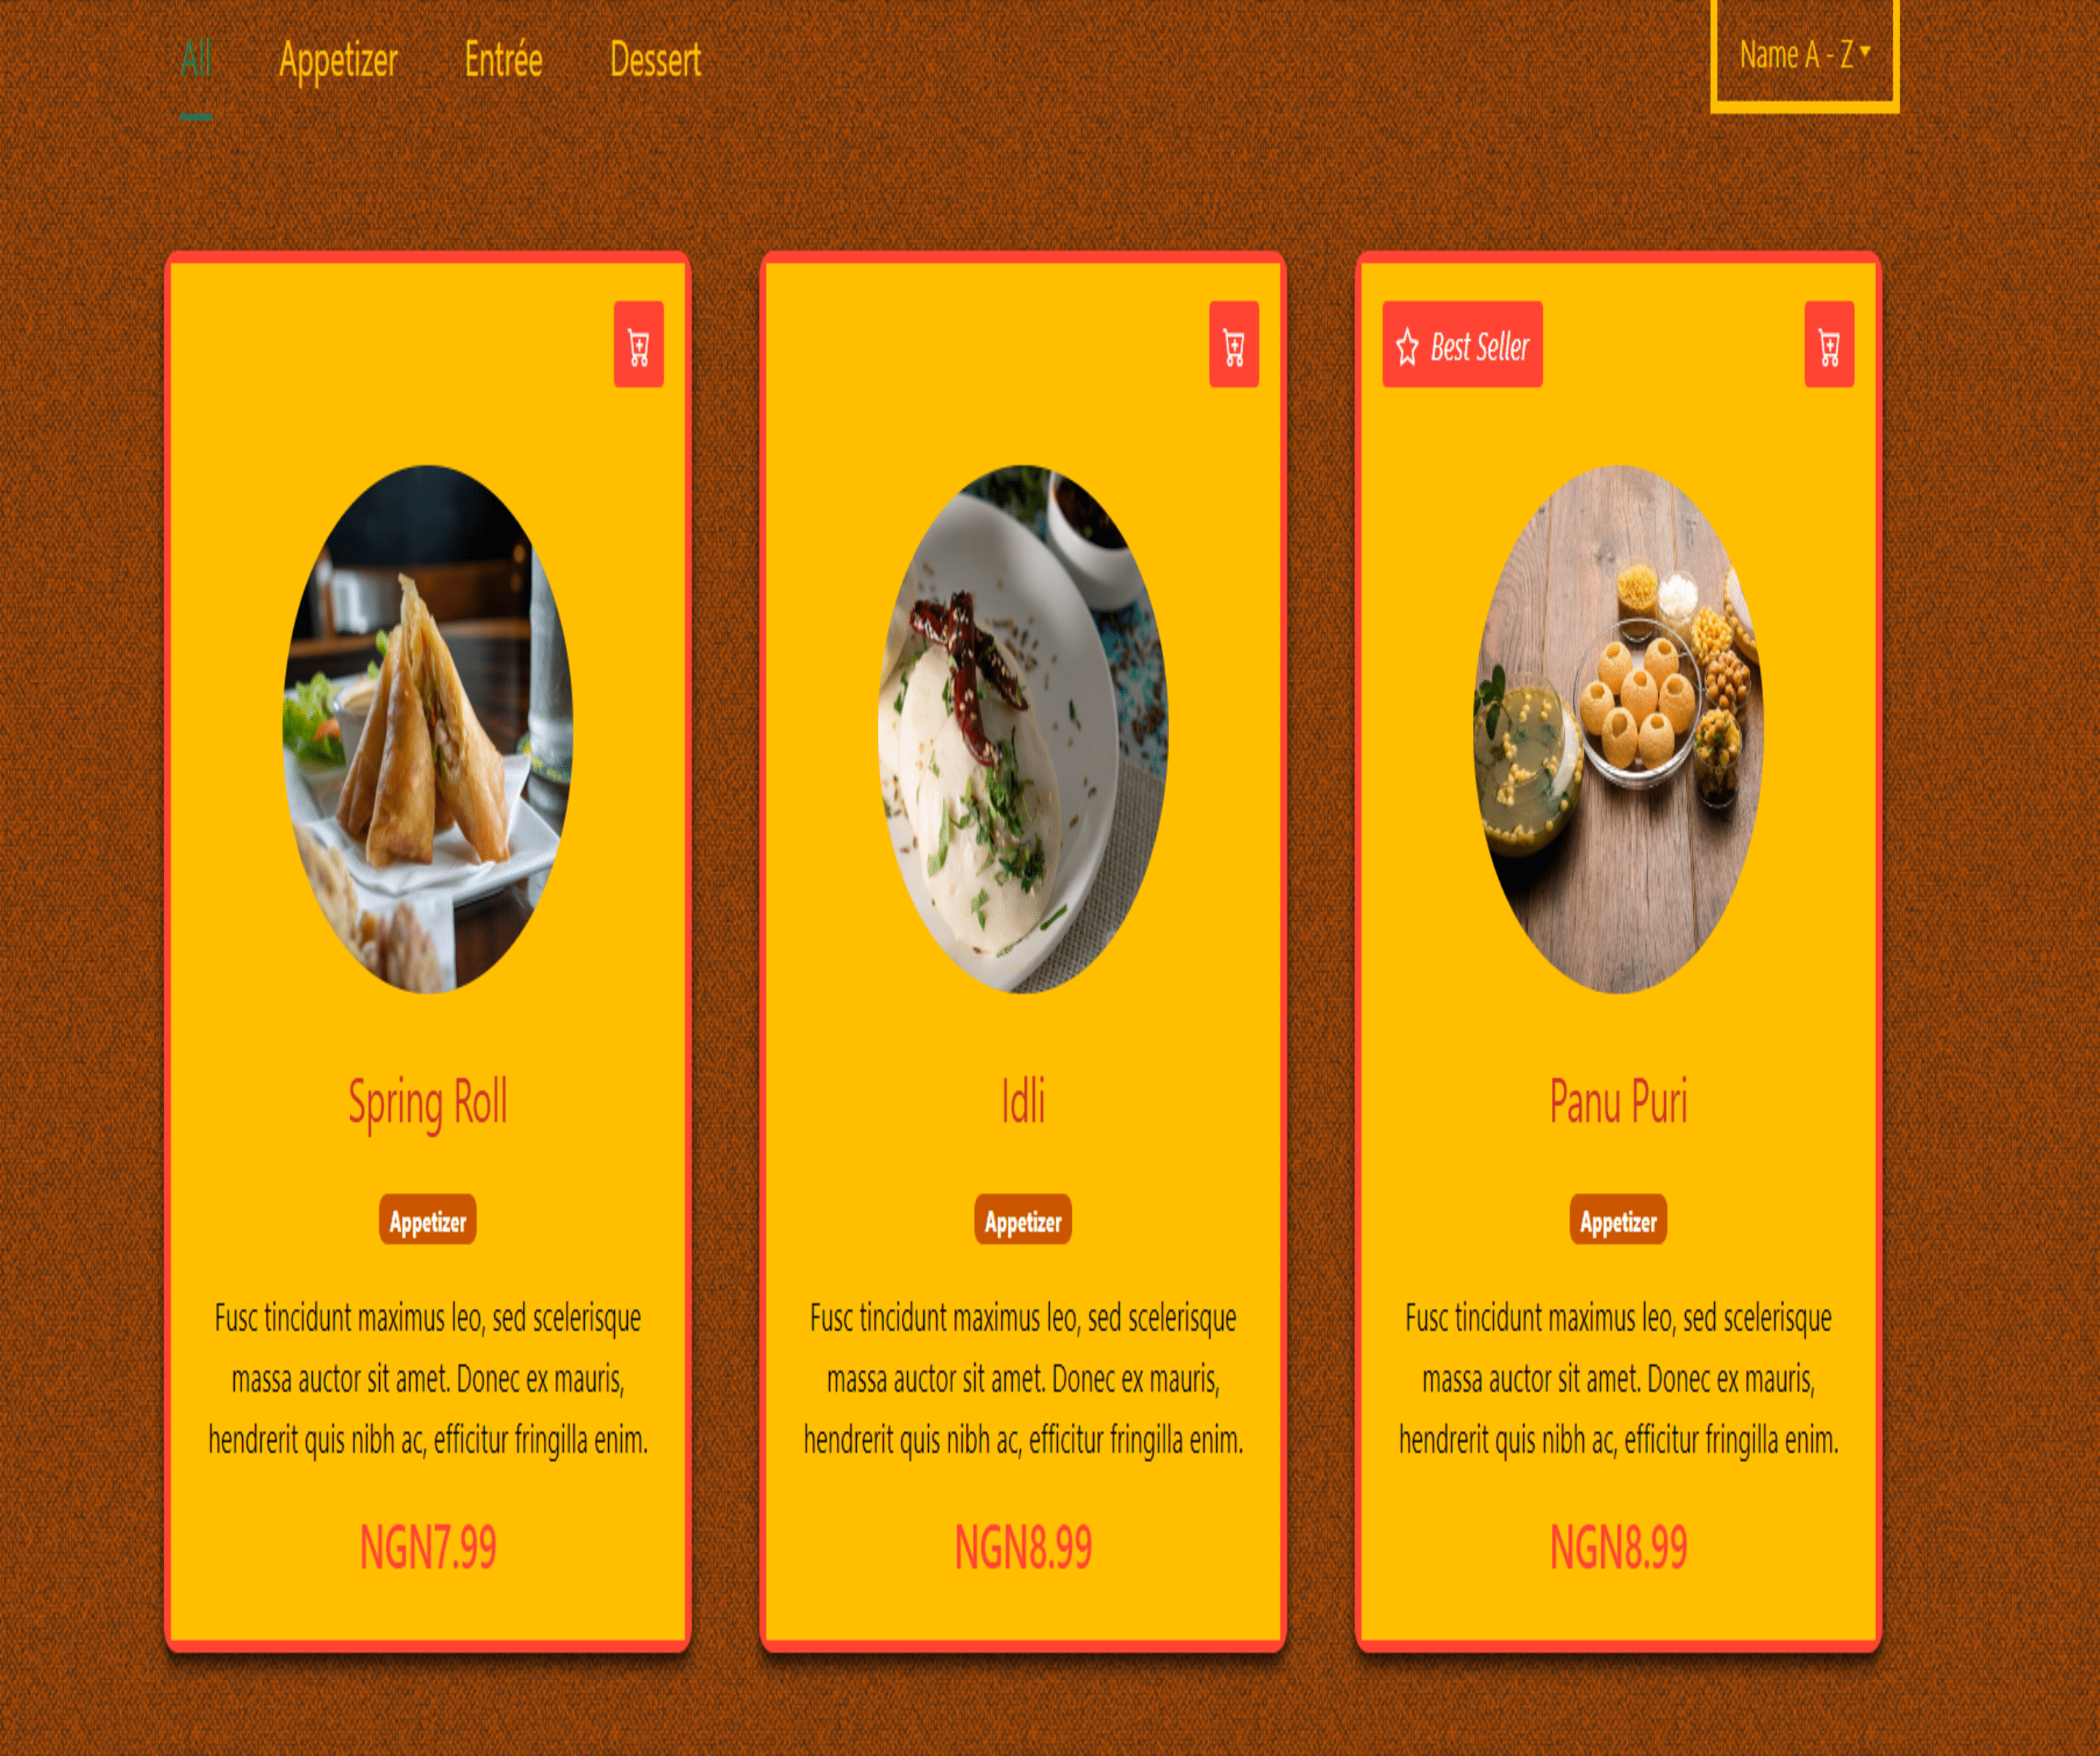 All Appetizer Entrée Dessert Name A - Z
Best Seller
Spring Roll
Appetizer
Fusc tincidunt maximus leo, sed scelerisque
massa auctor sit amet. Donec ex mauris,
hendrerit quis nibh ac, efficitur fringilla enim.
NGN7.99
Idli
Appetizer
Fusc tincidunt maximus leo, sed scelerisque
massa auctor sit amet. Donec ex mauris,
hendrerit quis nibh ac, efficitur fringilla enim.
NGN8.99
Panu Puri
Appetizer
Fusc tincidunt maximus leo, sed scelerisque
massa auctor sit amet. Donec ex mauris,
hendrerit quis nibh ac, efficitur fringilla enim.
NGN8.99